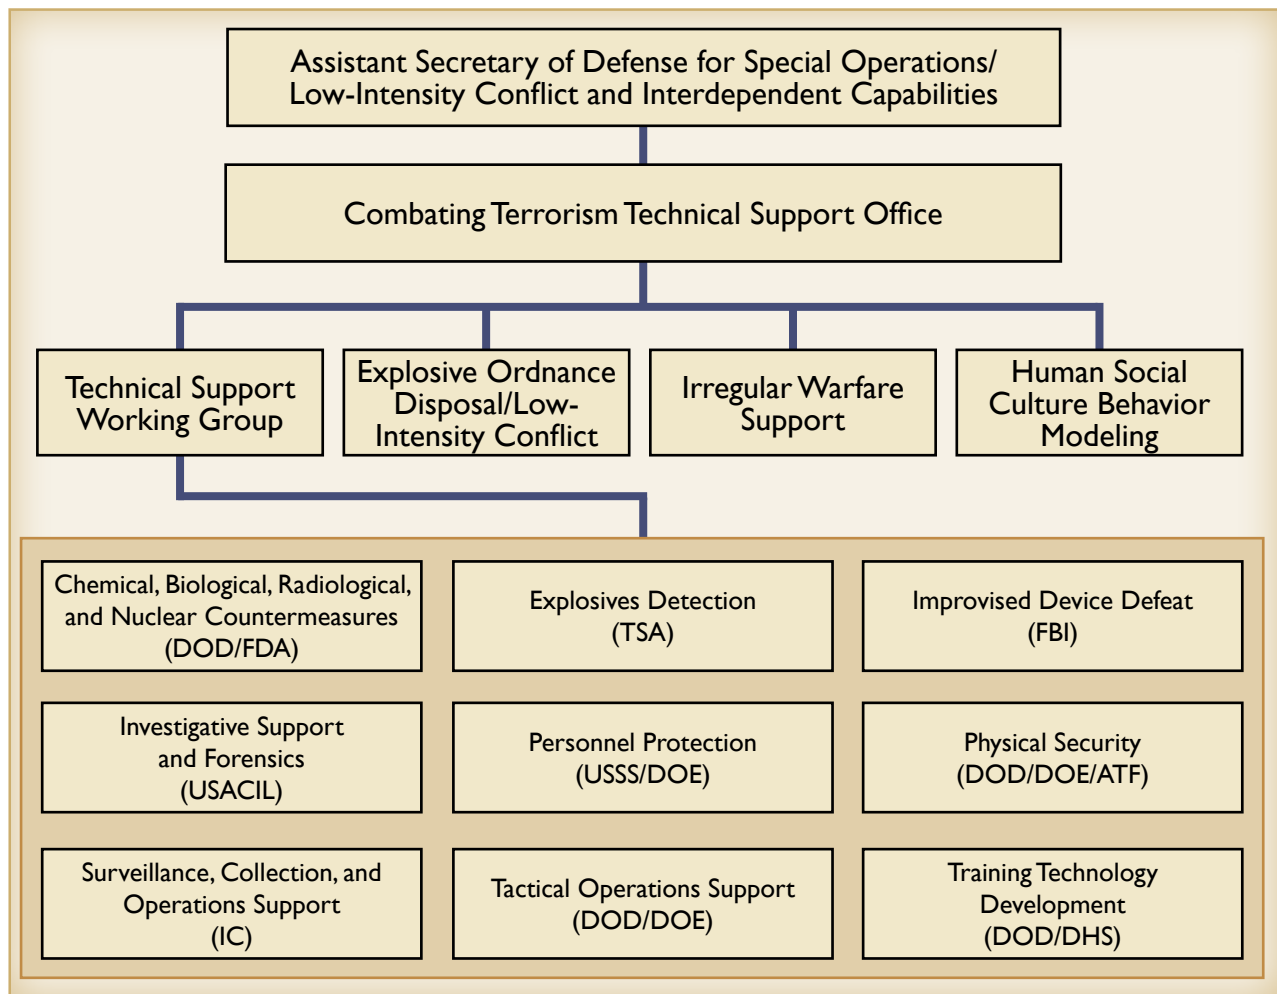 Assistant Secretary of Defense for Special Operations/
Low-Intensity Conflict and Interdependent Capabilities
Combating Terrorism Technical Support Office
Technical Support
Working Group
Explosive Ordnance
Disposal/Low-
Intensity Conflict
Irregular Warfare
Support
Human Social
Culture Behavior
Modeling
Chemical, Biological, Radiological,
and Nuclear Countermeasures
(DOD/FDA)
Explosives Detection
(TSA)
Improvised Device Defeat
(FBI)
Investigative Support
and Forensics
(USACIL)
Personnel Protection
(USSS/DOE)
Physical Security
(DOD/DOE/ATF)
Surveillance, Collection, and
Operations Support
(IC)
Tactical Operations Support
(DOD/DOE)
Training Technology
Development
(DOD/DHS)